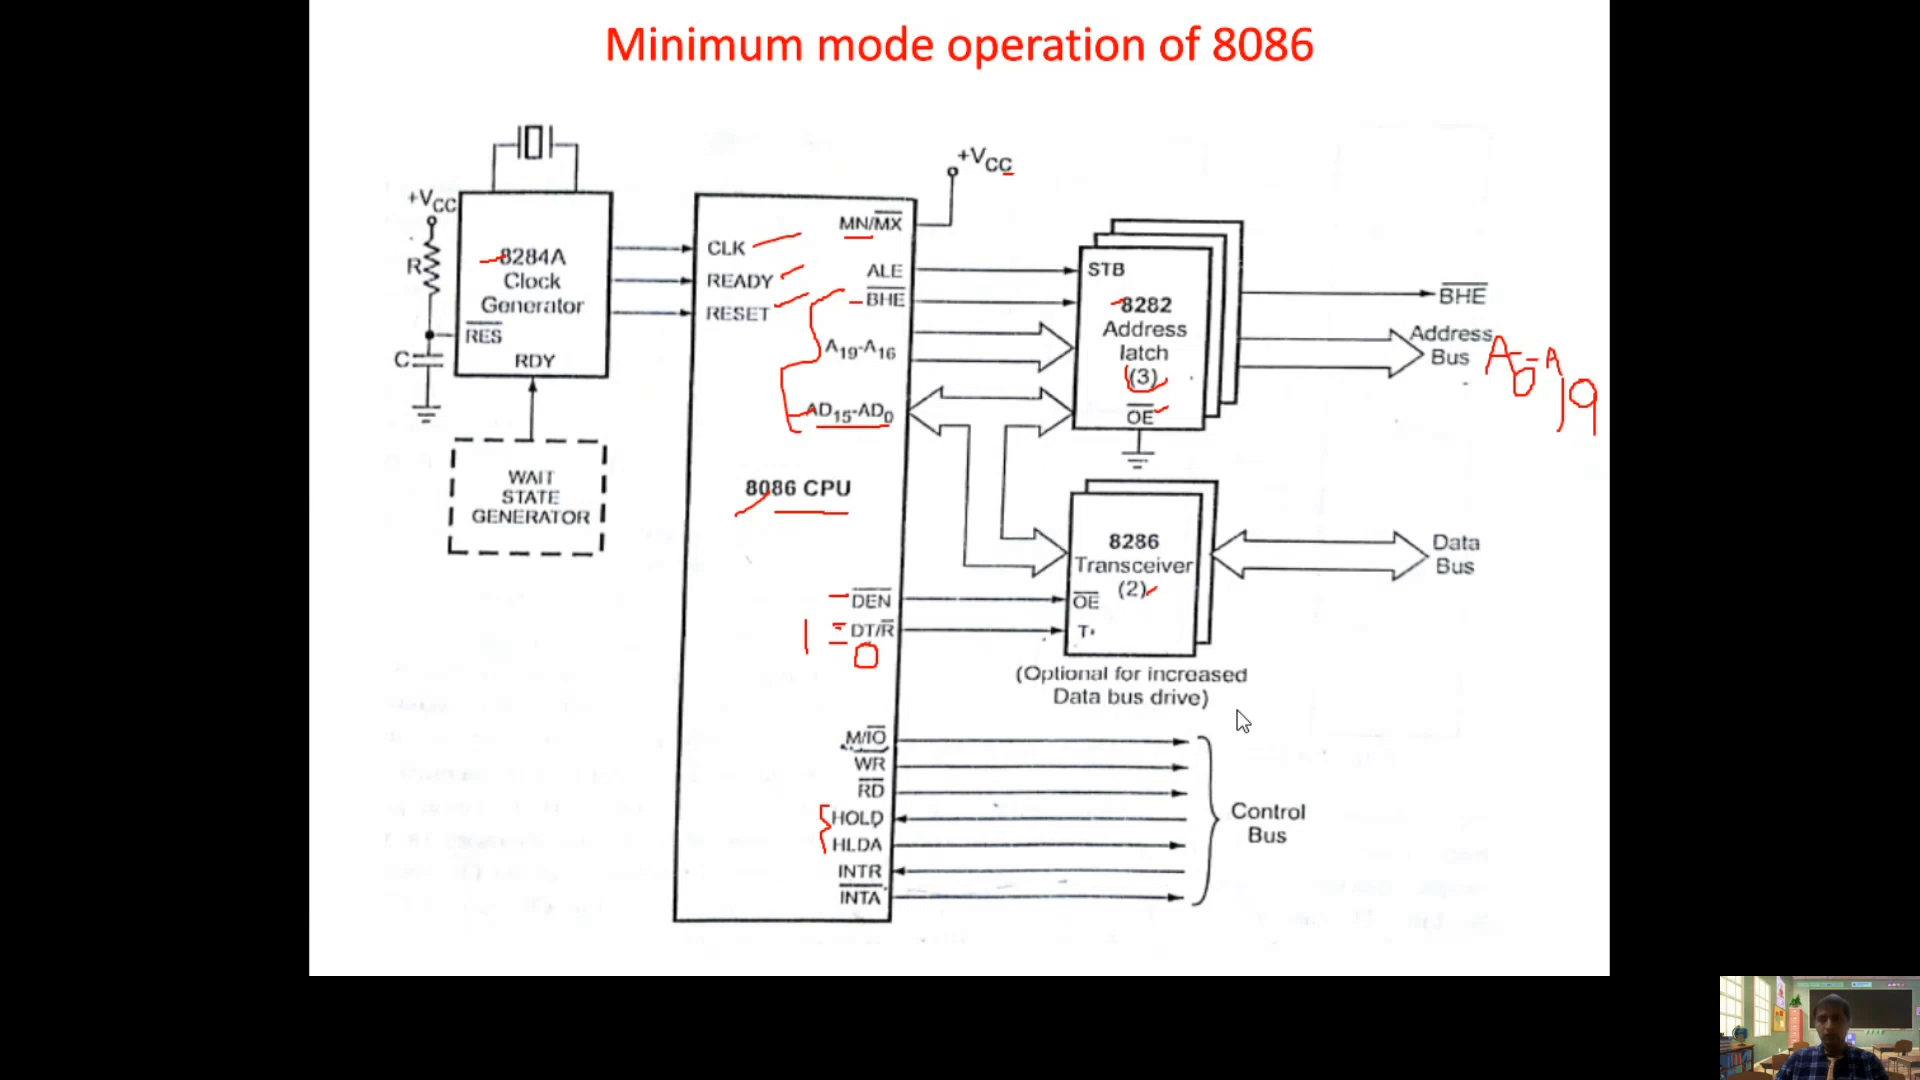 Minimum mode operation of 8086
+VCC
+VCC
8284A
Clock
Generator
R
RES
C
RDY
WAIT
STATE
GENERATOR
CLK
READY
RESET
MN/MX
ALE
BHE
A19-A16
AD15-AD0
8086 CPU
DEN
1 = DT/R
0
M/IO
WR
RD
HOLD
HLDA
INTR
INTA
STB
8282
Address
latch
(3)
OE
BHE
Address
Bus
A0-A19
8286
Transceiver
(2)
OE
T
Data
Bus
(Optional for increased
Data bus drive)
Control
Bus